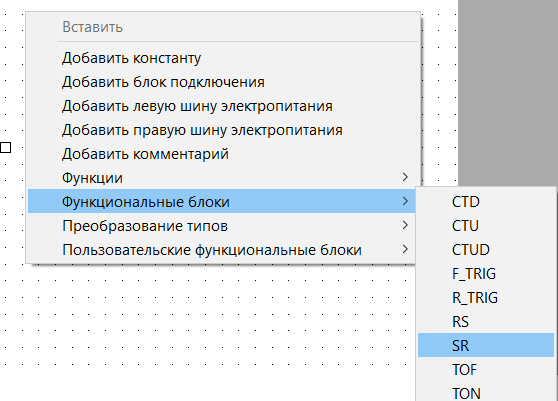 Вставить
Добавить константу
Добавить блок подключения
Добавить левую шину электропитания
Добавить правую шину электропитания
Добавить комментарий
Функции
Функциональные блоки
Преобразование типов
Пользовательские функциональные блоки
CTD
CTU
CTUD
F_TRIG
R_TRIG
RS
SR
TOF
TON